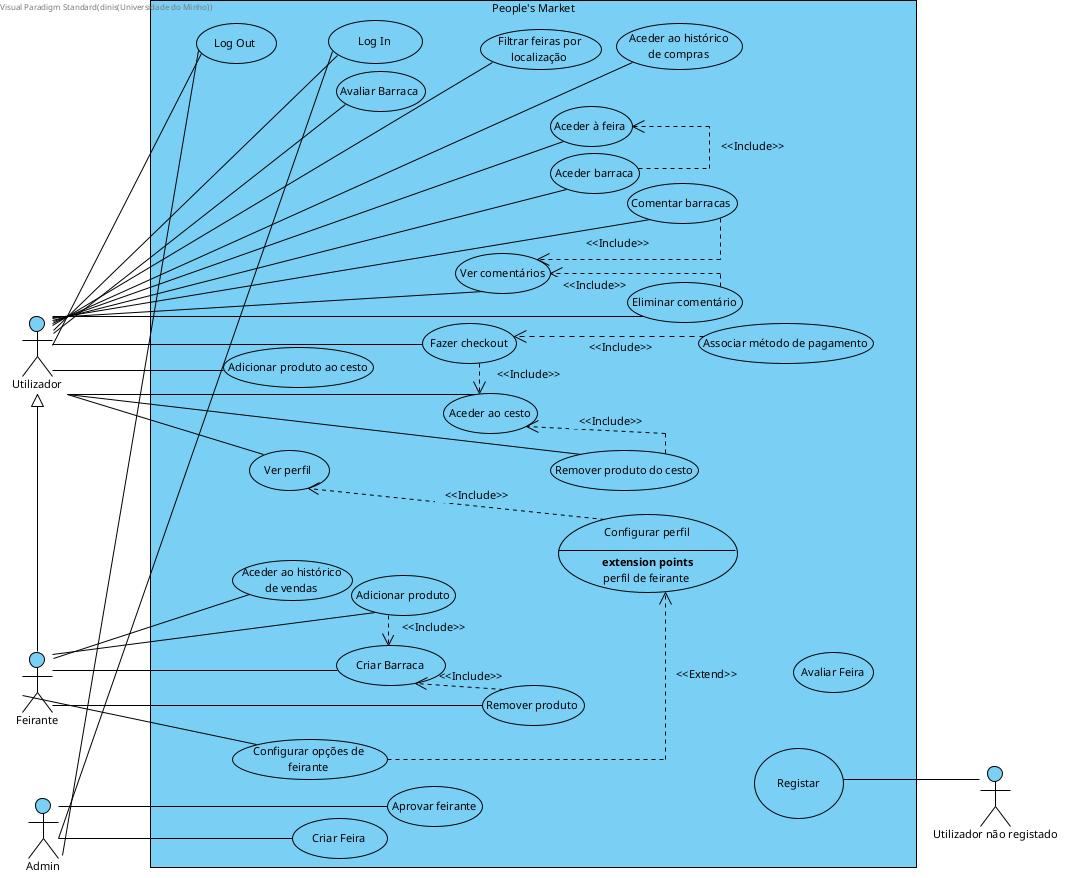 Visual Paradigm Standard(dinis(Universidade do Minho))
People's Market
Log Out
Log In
Filtrar feiras por
localização
Aceder ao histórico
de compras
Avaliar Barraca
Aceder à feira
<<Include>>
Aceder barraca
Comentar barracas
<<Include>>
Ver comentários
<<Include>>
Eliminar comentário
Utilizador
Fazer checkout
<<Include>>
Associar método de pagamento
Adicionar produto ao cesto
<<Include>>
Aceder ao cesto
<<Include>>
Ver perfil
Remover produto do cesto
<<Include>>
Configurar perfil
extension points
perfil de feirante
Aceder ao histórico
de vendas
Adicionar produto
<<Include>>
Criar Barraca
<<Include>>
<<Extend>>
Avaliar Feira
Remover produto
Feirante
Configurar opções de
feirante
Registar
Utilizador não registado
Aprovar feirante
Criar Feira
Admin